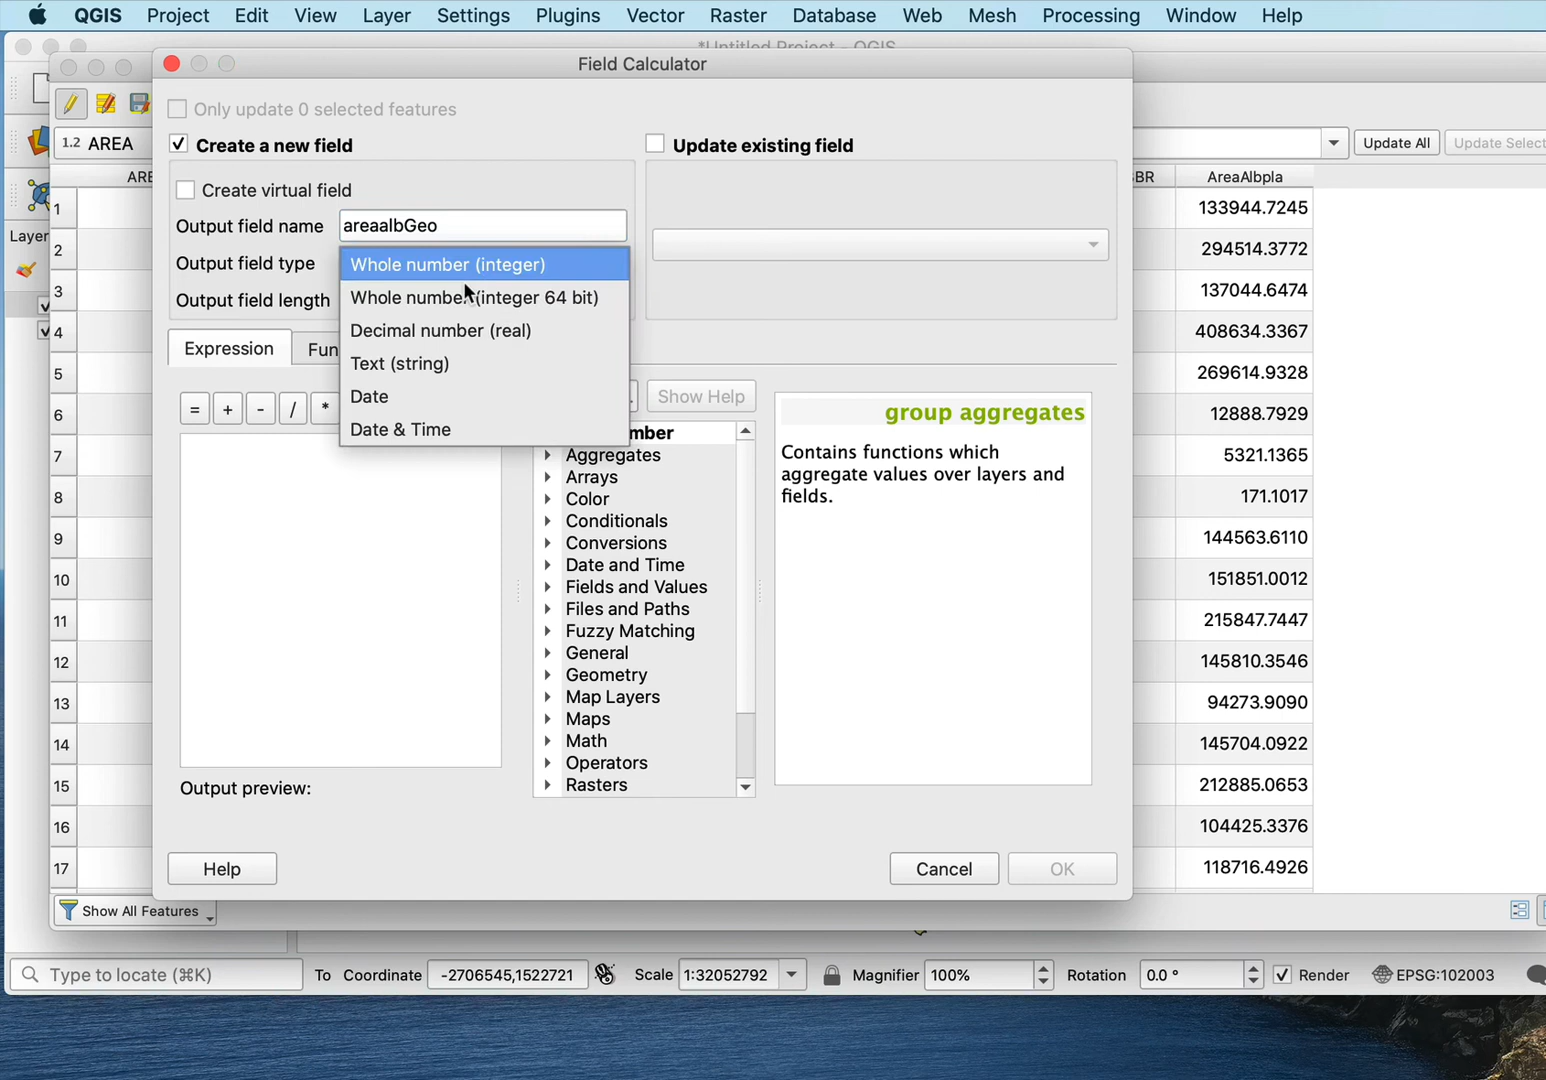 QGIS Project Edit View Layer Settings Plugins Vector Raster Database Web Mesh Processing Window Help
*Untitled Project - QGIS
Field Calculator
Only update 0 selected features
Create a new field
Update existing field
1.2 AREA
Update All
Create virtual field
Output field name areaalbGeo
Output field type
Whole number (integer)
Whole number (integer 64 bit)
Decimal number (real)
Text (string)
Date
Date & Time
Output field length
Expression
Show Help
= + - / *
Aggregates
Arrays
Color
Conditionals
Conversions
Date and Time
Fields and Values
Files and Paths
Fuzzy Matching
General
Geometry
Map Layers
Maps
Math
Operators
Rasters
group aggregates
Contains functions which
aggregate values over layers and
fields.
Output preview:
Help
Cancel
OK
AreaAlbpla
1 133944.7245
2 294514.3772
3 137044.6474
4 408634.3367
5 269614.9328
6 12888.7929
7 5321.1365
8 171.1017
9 144563.6110
10 151851.0012
11 215847.7447
12 145810.3546
13 94273.9090
14 145704.0922
15 212885.0653
16 104425.3376
17 118716.4926
Show All Features
Type to locate (⌘K)
To Coordinate -2706545,1522721
Scale 1:32052792
Magnifier 100%
Rotation 0.0 °
Render
EPSG:102003